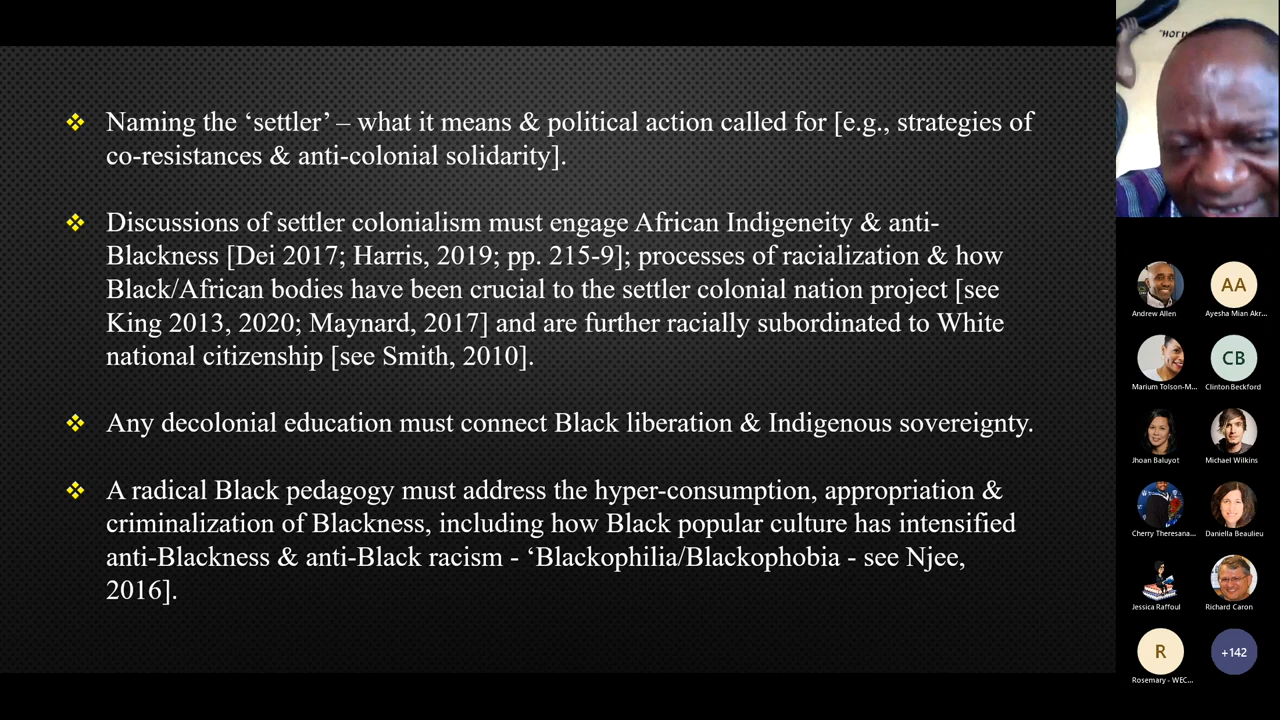 ❖ Naming the ‘settler’ – what it means & political action called for [e.g., strategies of
co-resistances & anti-colonial solidarity].
❖ Discussions of settler colonialism must engage African Indigeneity & anti-
Blackness [Dei 2017; Harris, 2019; pp. 215-9]; processes of racialization & how
Black/African bodies have been crucial to the settler colonial nation project [see
King 2013, 2020; Maynard, 2017] and are further racially subordinated to White
national citizenship [see Smith, 2010].
❖ Any decolonial education must connect Black liberation & Indigenous sovereignty.
❖ A radical Black pedagogy must address the hyper-consumption, appropriation &
criminalization of Blackness, including how Black popular culture has intensified
anti-Blackness & anti-Black racism - ‘Blackophilia/Blackophobia - see Njee,
2016].
AA
Andrew Allen
Ayesha Mian Akr...
CB
Marium Tolson-M...
Clinton Beckford
Jhoan Baluyot
Michael Wilkins
Cherry Theresana...
Daniella Beaulieu
Jessica Raffoul
Richard Caron
R
+142
Rosemary - WEC...